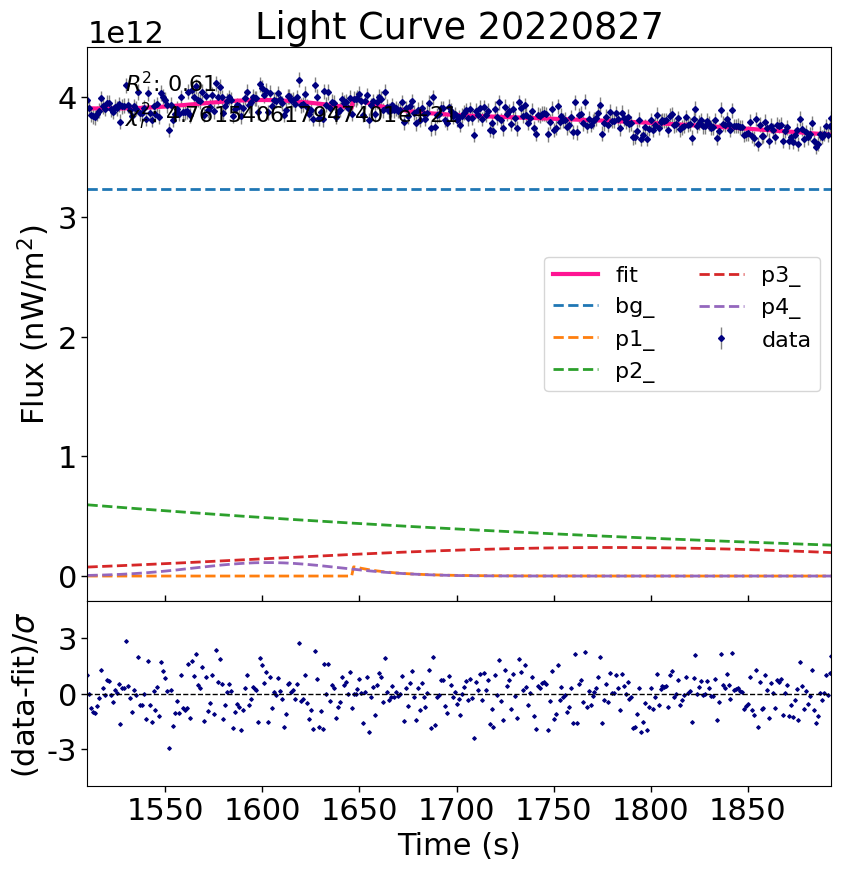 Light Curve 20220827
1e12
R²: 0.61
4
3
2
1
0
Flux (nW/m²)
fit
bg_
p1_
p2_
p3_
p4_
data
3
0
-3
(data-fit)/σ
1550 1600 1650 1700 1750 1800 1850
Time (s)